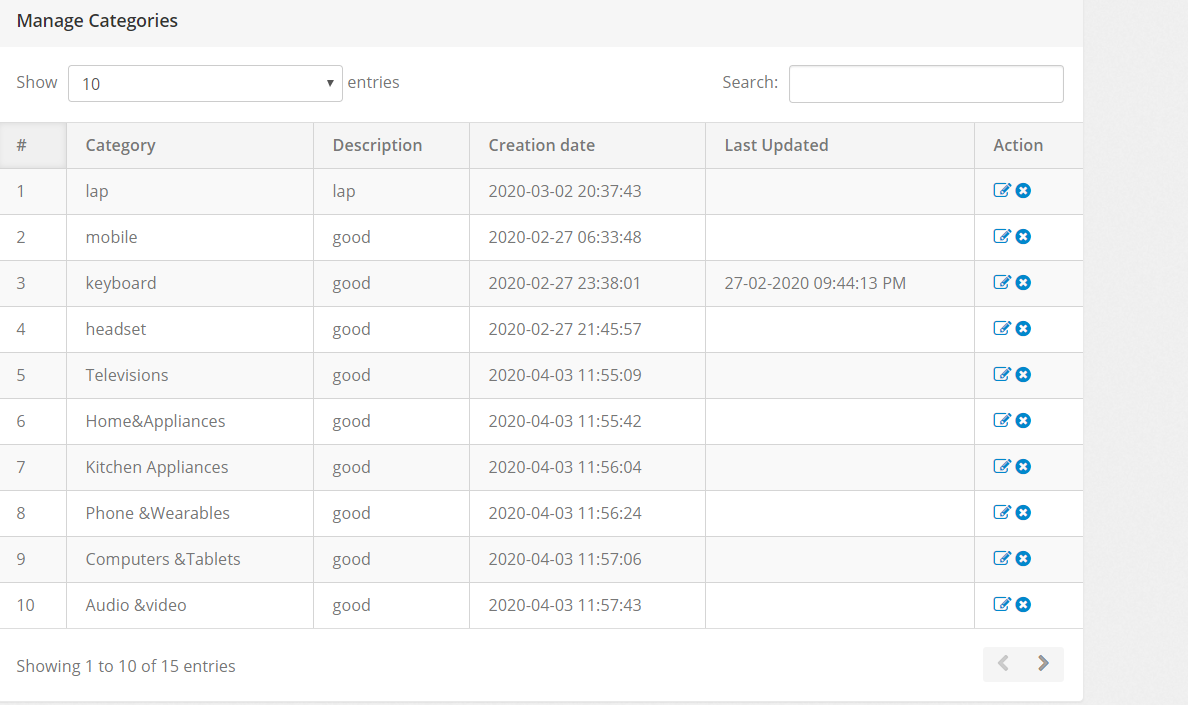 Manage Categories
Show 10 entries Search:
# Category Description Creation date Last Updated Action
1 lap lap 2020-03-02 20:37:43
2 mobile good 2020-02-27 06:33:48
3 keyboard good 2020-02-27 23:38:01 27-02-2020 09:44:13 PM
4 headset good 2020-02-27 21:45:57
5 Televisions good 2020-04-03 11:55:09
6 Home&Appliances good 2020-04-03 11:55:42
7 Kitchen Appliances good 2020-04-03 11:56:04
8 Phone &Wearables good 2020-04-03 11:56:24
9 Computers &Tablets good 2020-04-03 11:57:06
10 Audio &video good 2020-04-03 11:57:43
Showing 1 to 10 of 15 entries